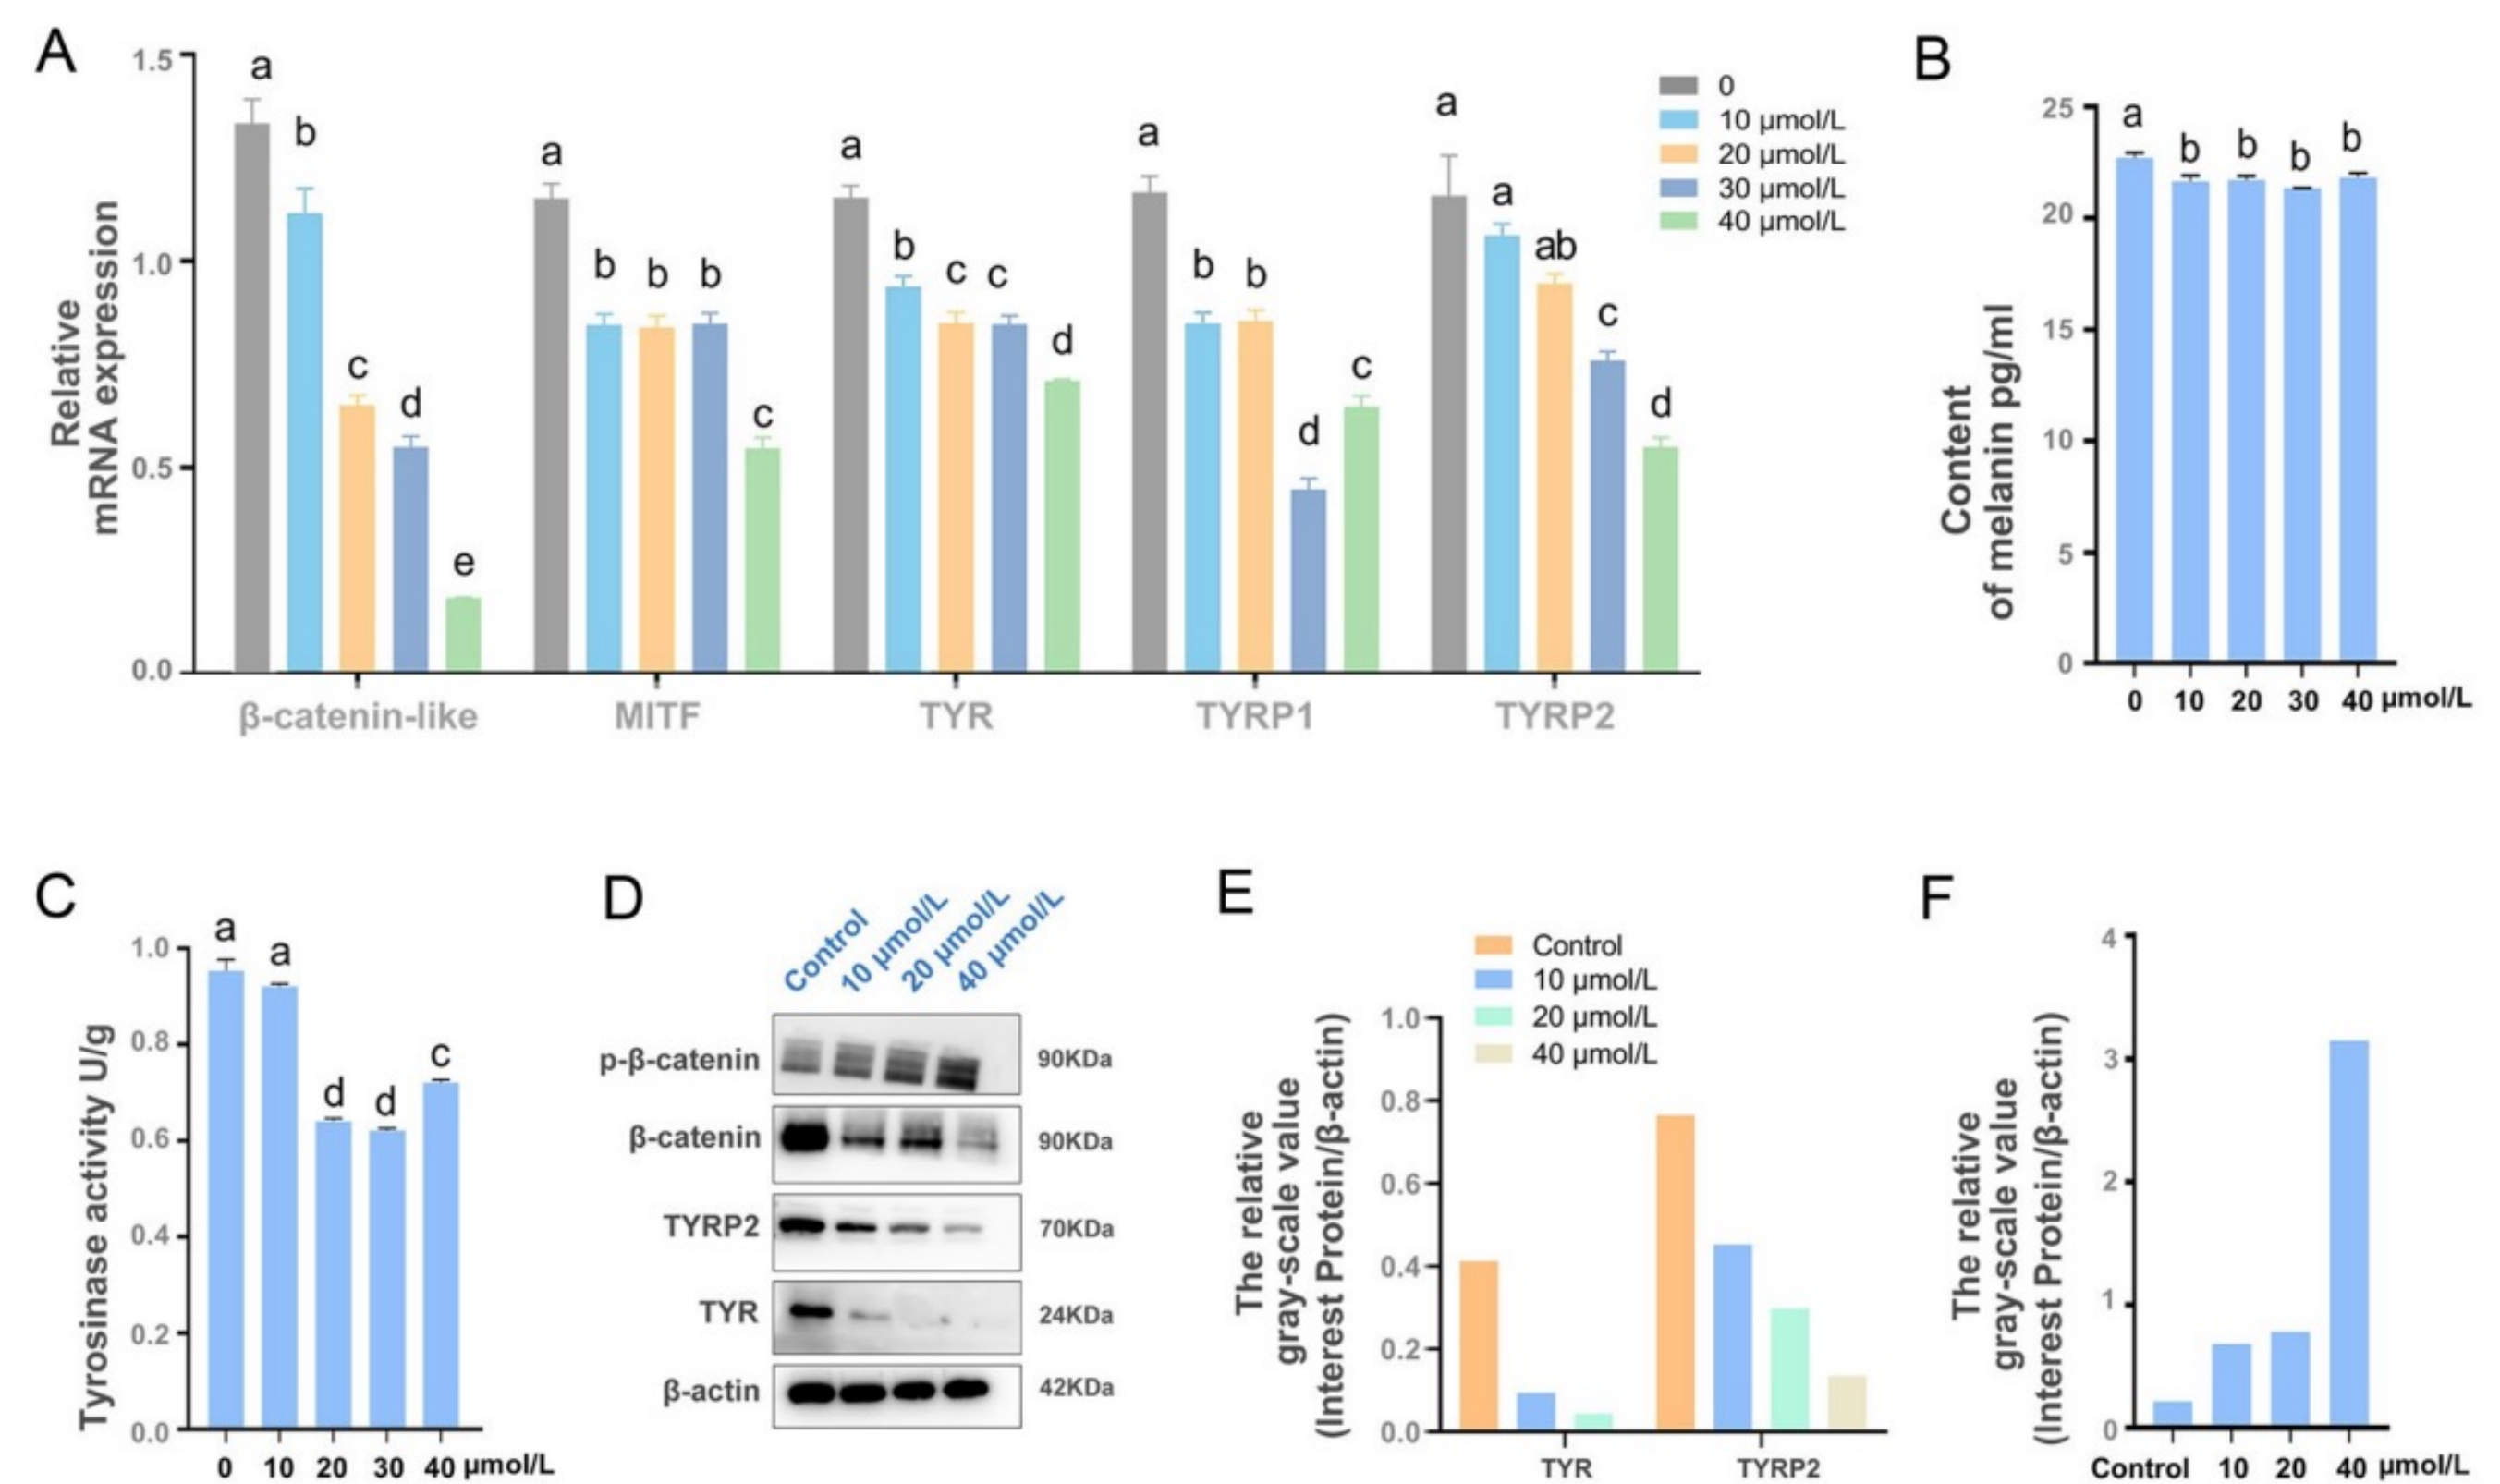 A
1.5
1.0
0.5
0.0
Relative
mRNA expression
a
b
c
d
e
a
b
b
b
c
a
b
c
c
d
a
b
b
d
c
a
a
ab
c
d
0
10 μmol/L
20 μmol/L
30 μmol/L
40 μmol/L
β-catenin-like
MITF
TYR
TYRP1
TYRP2
B
25
20
15
10
5
0
Content
of melanin pg/ml
a
b
b
b
b
0 10 20 30 40 μmol/L
C
1.0
0.8
0.6
0.4
0.2
0.0
Tyrosinase activity U/g
a
a
d
d
c
0 10 20 30 40 μmol/L
D
Control
10 μmol/L
20 μmol/L
40 μmol/L
p-β-catenin 90KDa
β-catenin 90KDa
TYRP2 70KDa
TYR 24KDa
β-actin 42KDa
E
Control
10 μmol/L
20 μmol/L
40 μmol/L
1.0
0.8
0.6
0.4
0.2
0.0
The relative
gray-scale value
(Interest Protein/β-actin)
TYR
TYRP2
F
4
3
2
1
0
The relative
gray-scale value
(Interest Protein/β-actin)
Control 10 20 40 μmol/L